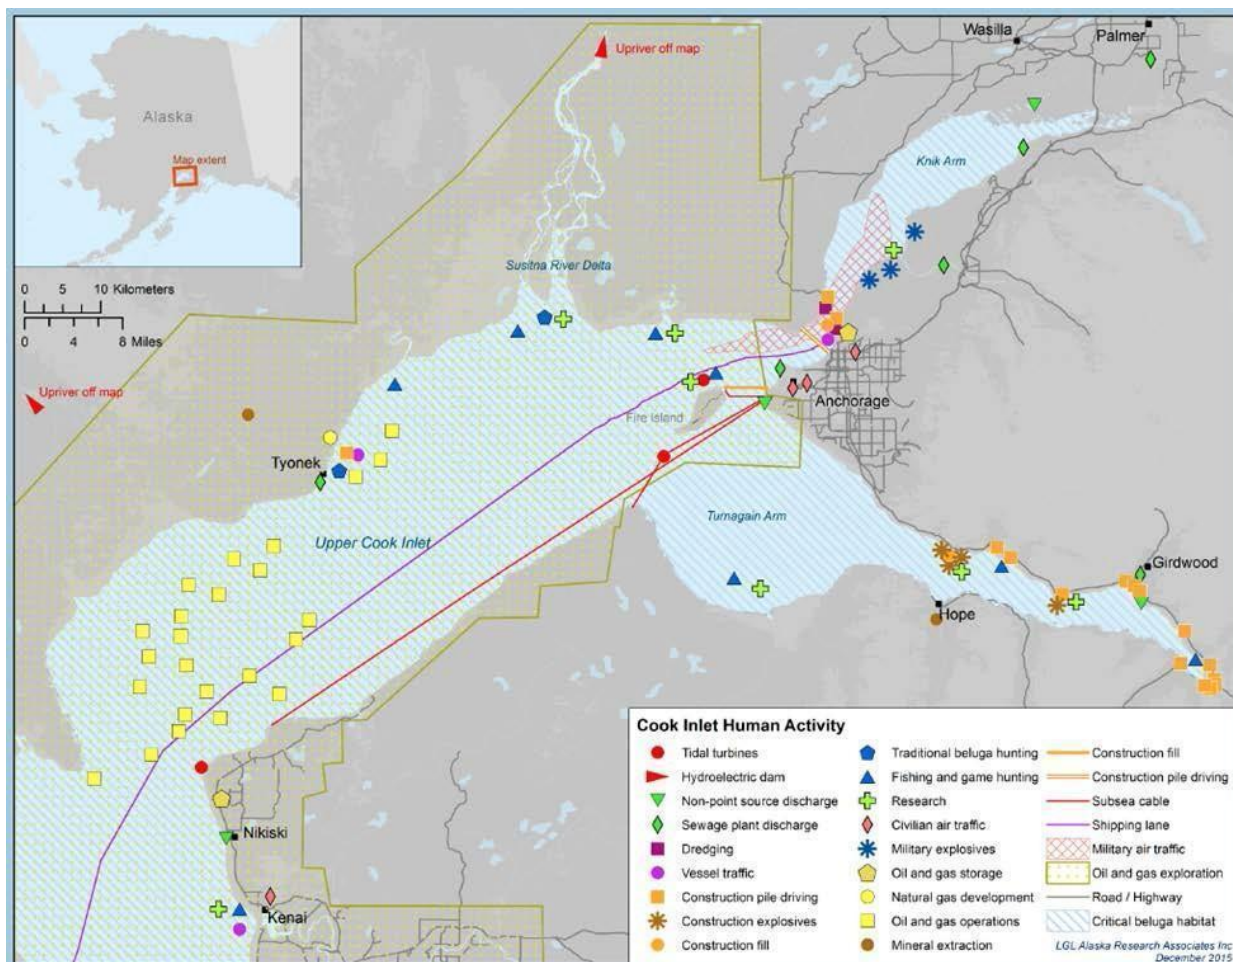 Alaska
Map extent
0 5 10 Kilometers
0 4 8 Miles
Upriver off map
Wasilla
Palmer
Knik Arm
Susitna River Delta
Upriver off map
Fire Island
Anchorage
Tyonek
Upper Cook Inlet
Turnagain Arm
Girdwood
Hope
Nikiski
Kenai
Cook Inlet Human Activity
Tidal turbines
Hydroelectric dam
Non-point source discharge
Sewage plant discharge
Dredging
Vessel traffic
Construction pile driving
Construction explosives
Construction fill
Traditional beluga hunting
Fishing and game hunting
Research
Civilian air traffic
Military explosives
Oil and gas storage
Natural gas development
Oil and gas operations
Mineral extraction
Construction fill
Construction pile driving
Subsea cable
Shipping lane
Military air traffic
Oil and gas exploration
Road / Highway
Critical beluga habitat
LGL Alaska Research Associates Inc
December 2015